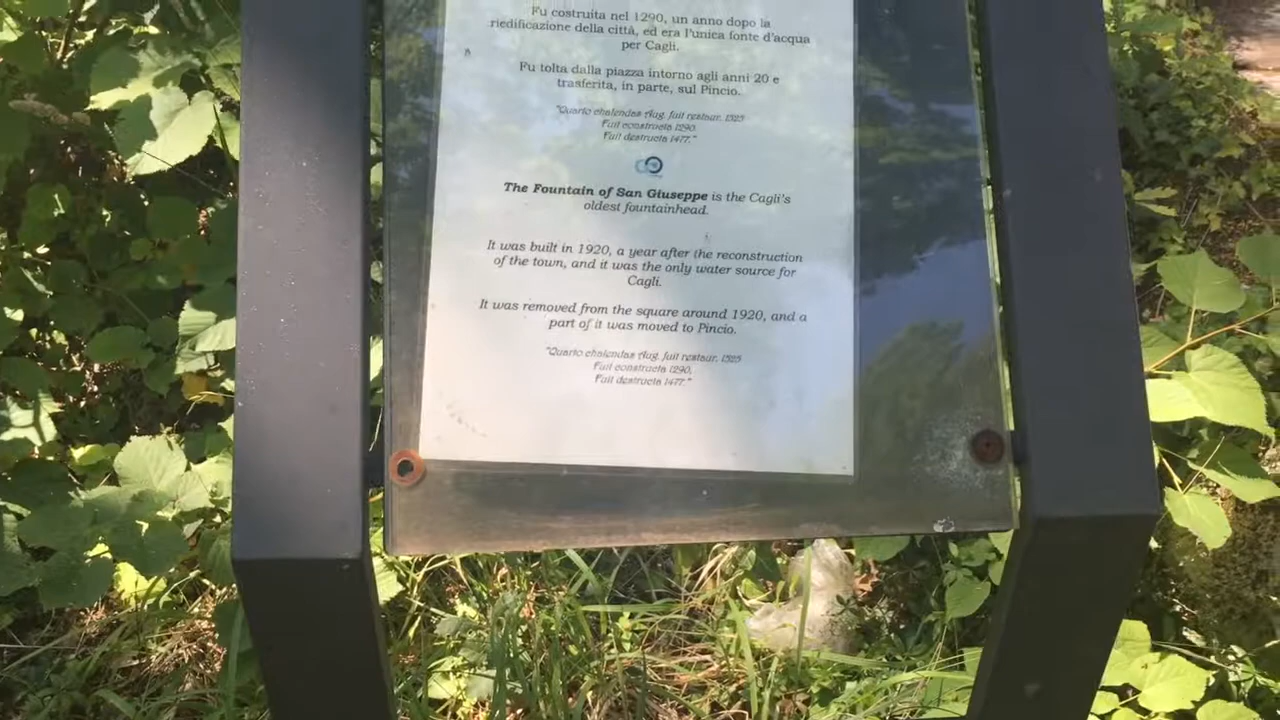 Fu costruita nel 1290, un anno dopo la
riedificazione della città, ed era l'unica fonte d'acqua
per Cagli.
Fu tolta dalla piazza intorno agli anni 20 e
trasferita, in parte, sul Pincio.
"Quarto chalendas Aug. fuit restaur. 1525
Fuit constructa 1290.
Fuit destructa 1477."
The Fountain of San Giuseppe is the Cagli's
oldest fountainhead.
It was built in 1920, a year after the reconstruction
of the town, and it was the only water source for
Cagli.
It was removed from the square around 1920, and a
part of it was moved to Pincio.
"Quarto chalendas Aug. fuit restaur. 1525
Fuit constructa 1290.
Fuit destructa 1477."